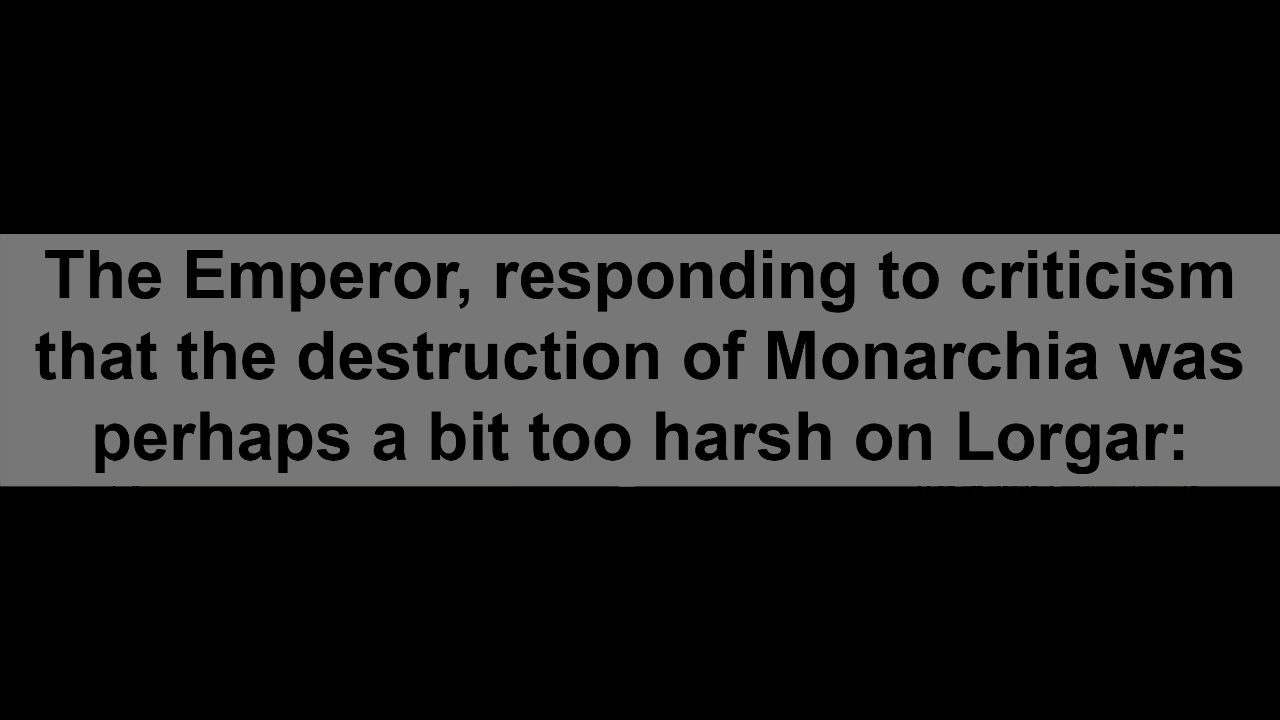 The Emperor, responding to criticism
that the destruction of Monarchia was
perhaps a bit too harsh on Lorgar: